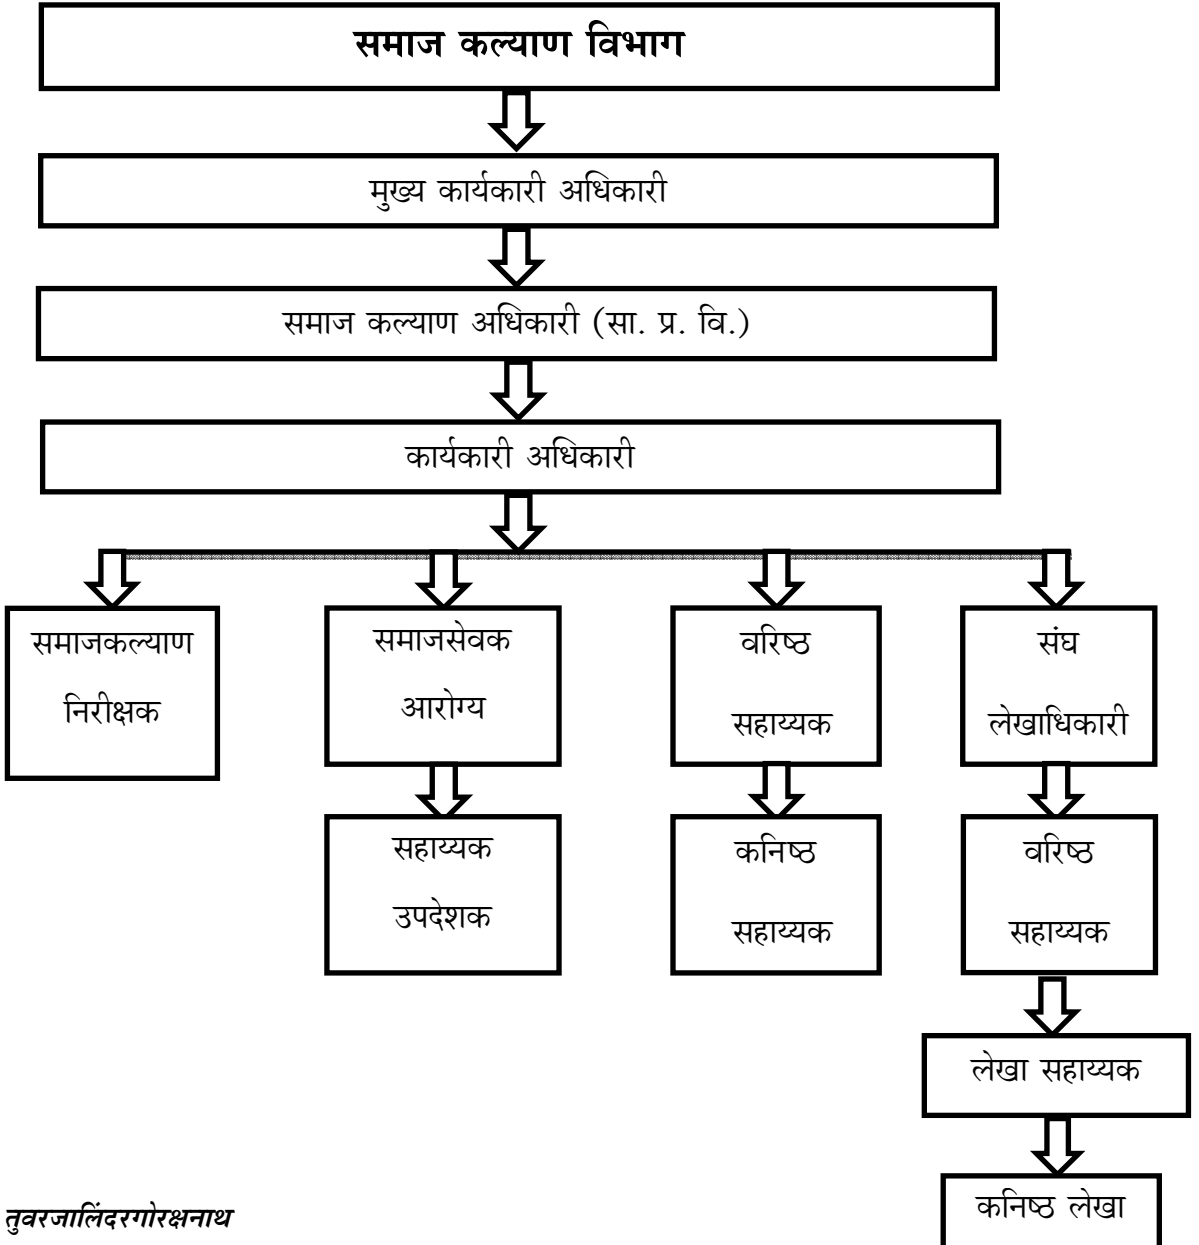 समाज कल्याण विभाग
मुख्य कार्यकारी अधिकारी
समाज कल्याण अधिकारी (सा. प्र. वि.)
कार्यकारी अधिकारी
समाजकल्याण
निरीक्षक
समाजसेवक
आरोग्य
वरिष्ठ
सहाय्यक
संघ
लेखाधिकारी
सहाय्यक
उपदेशक
कनिष्ठ
सहाय्यक
वरिष्ठ
सहाय्यक
लेखा सहाय्यक
कनिष्ठ लेखा
तुवरजालिंदरगोरक्षनाथ